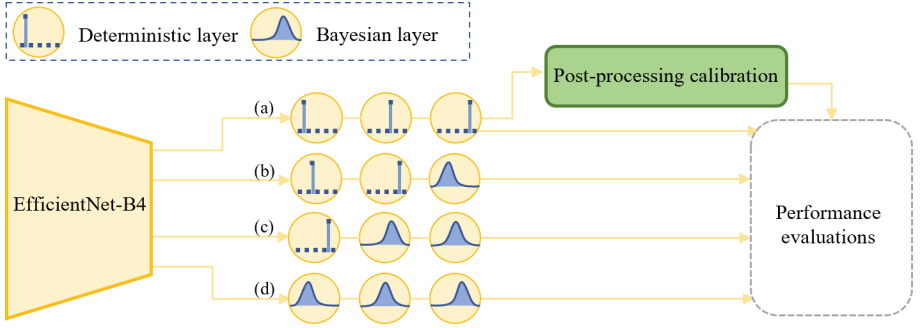 Deterministic layer
Bayesian layer
Post-processing calibration
(a)
(b)
EfficientNet-B4
(c)
Performance
evaluations
(d)